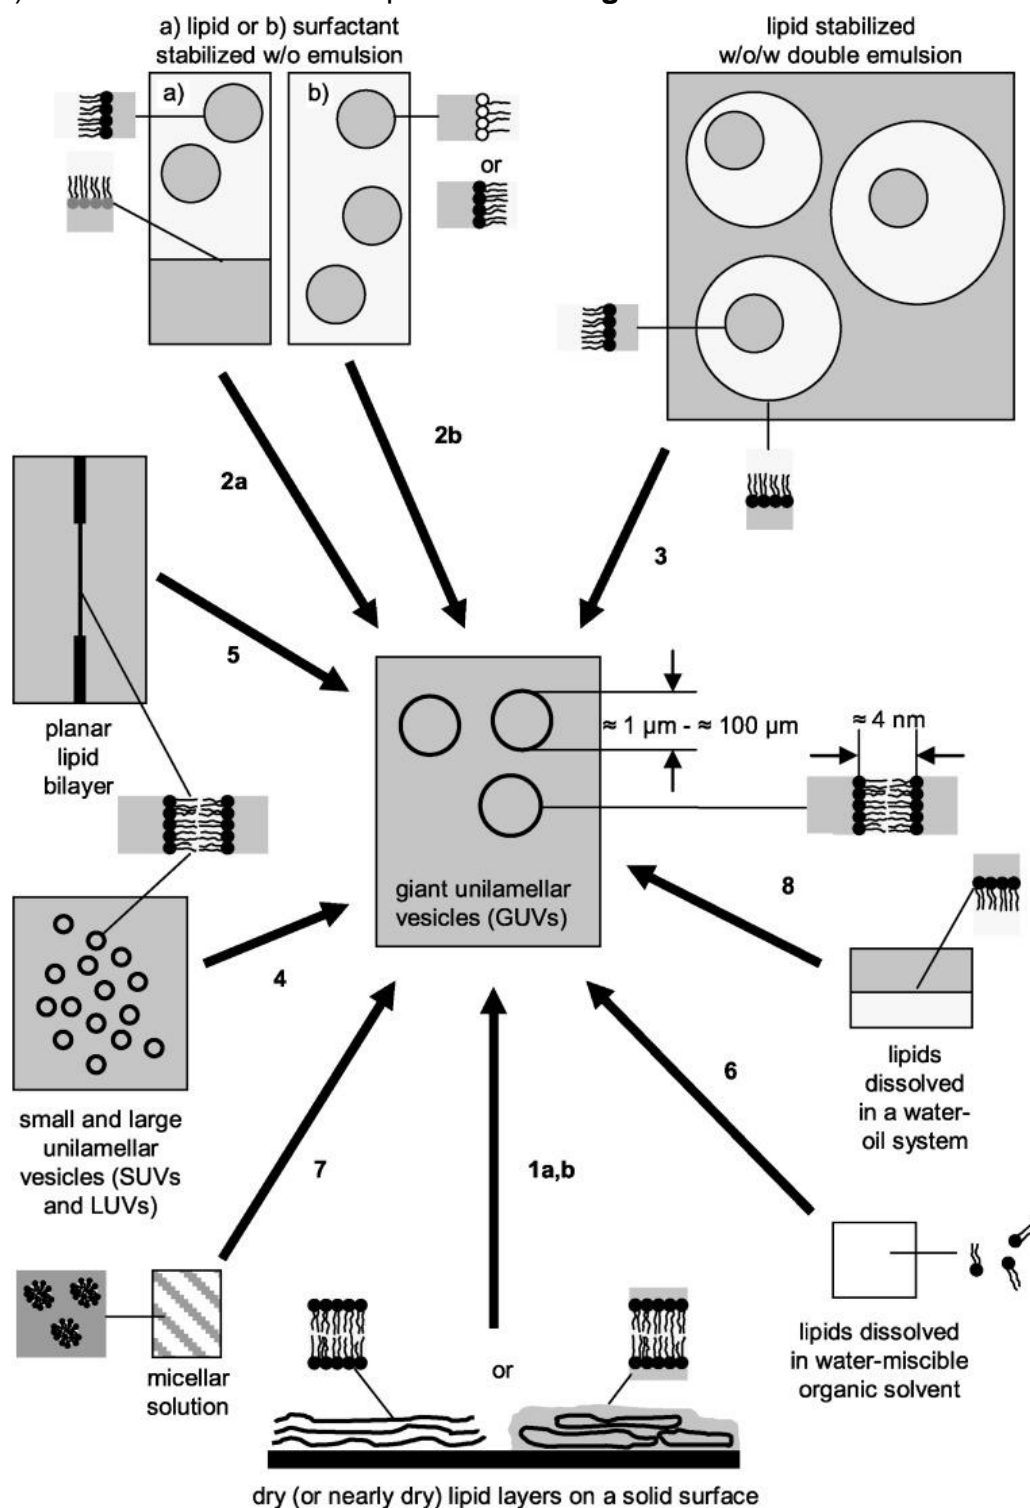 a) lipid or b) surfactant
stabilized w/o emulsion
lipid stabilized
w/o/w double emulsion
a)
b)
or
2a
2b
3
5
planar
lipid
bilayer
≈ 1 µm - ≈ 100 µm
≈ 4 nm
giant unilamellar
vesicles (GUVs)
8
4
lipids
dissolved
in a water-
oil system
small and large
unilamellar
vesicles (SUVs
and LUVs)
7
1a,b
6
micellar
solution
or
lipids dissolved
in water-miscible
organic solvent
dry (or nearly dry) lipid layers on a solid surface